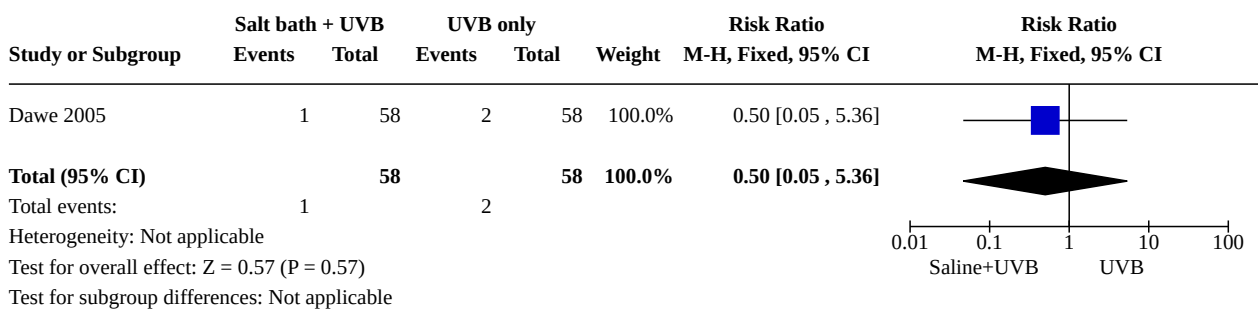 Salt bath + UVB UVB only Risk Ratio Risk Ratio
Study or Subgroup Events Total Events Total Weight M-H, Fixed, 95% CI M-H, Fixed, 95% CI
Dawe 2005 1 58 2 58 100.0% 0.50 [0.05 , 5.36]
Total (95% CI) 58 58 100.0% 0.50 [0.05 , 5.36]
Total events: 1 2
Heterogeneity: Not applicable
0.01 0.1 1 10 100
Test for overall effect: Z = 0.57 (P = 0.57)
Saline+UVB UVB
Test for subgroup differences: Not applicable